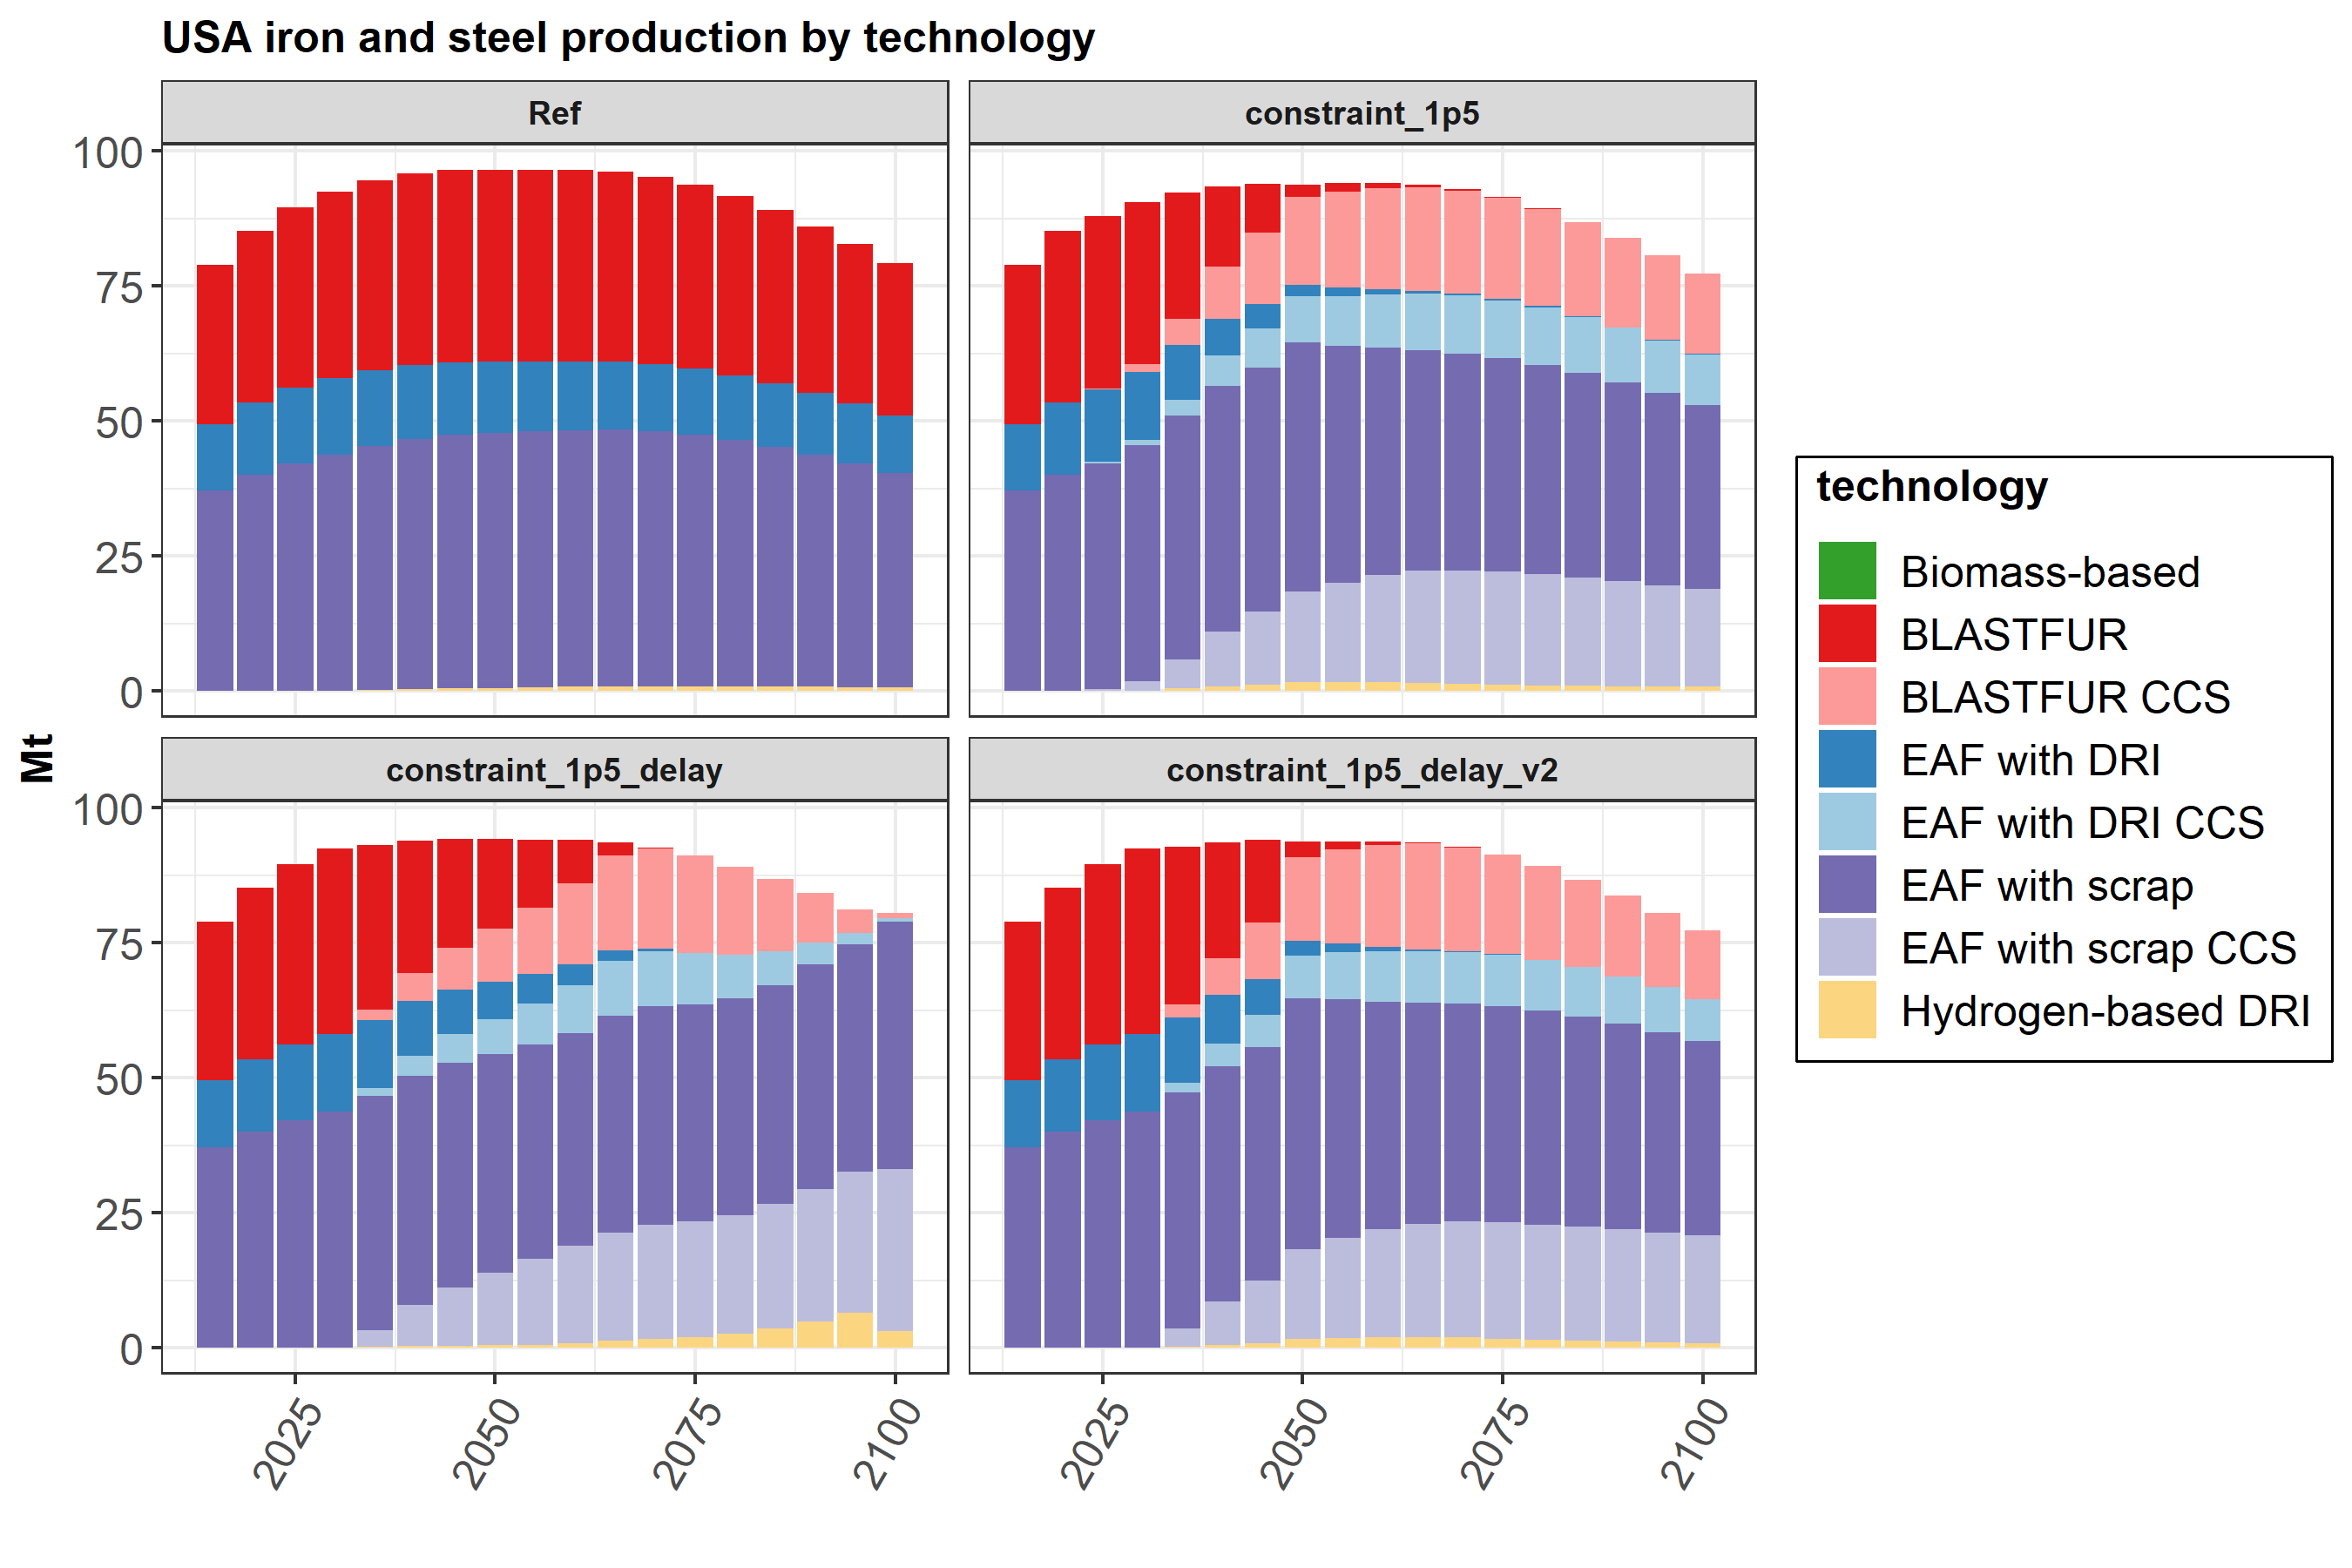 USA iron and steel production by technology
Ref
constraint_1p5
100
75
50
25
0
Mt
constraint_1p5_delay
constraint_1p5_delay_v2
100
75
50
25
0
2025
2050
2075
2100
2025
2050
2075
2100
technology
Biomass-based
BLASTFUR
BLASTFUR CCS
EAF with DRI
EAF with DRI CCS
EAF with scrap
EAF with scrap CCS
Hydrogen-based DRI